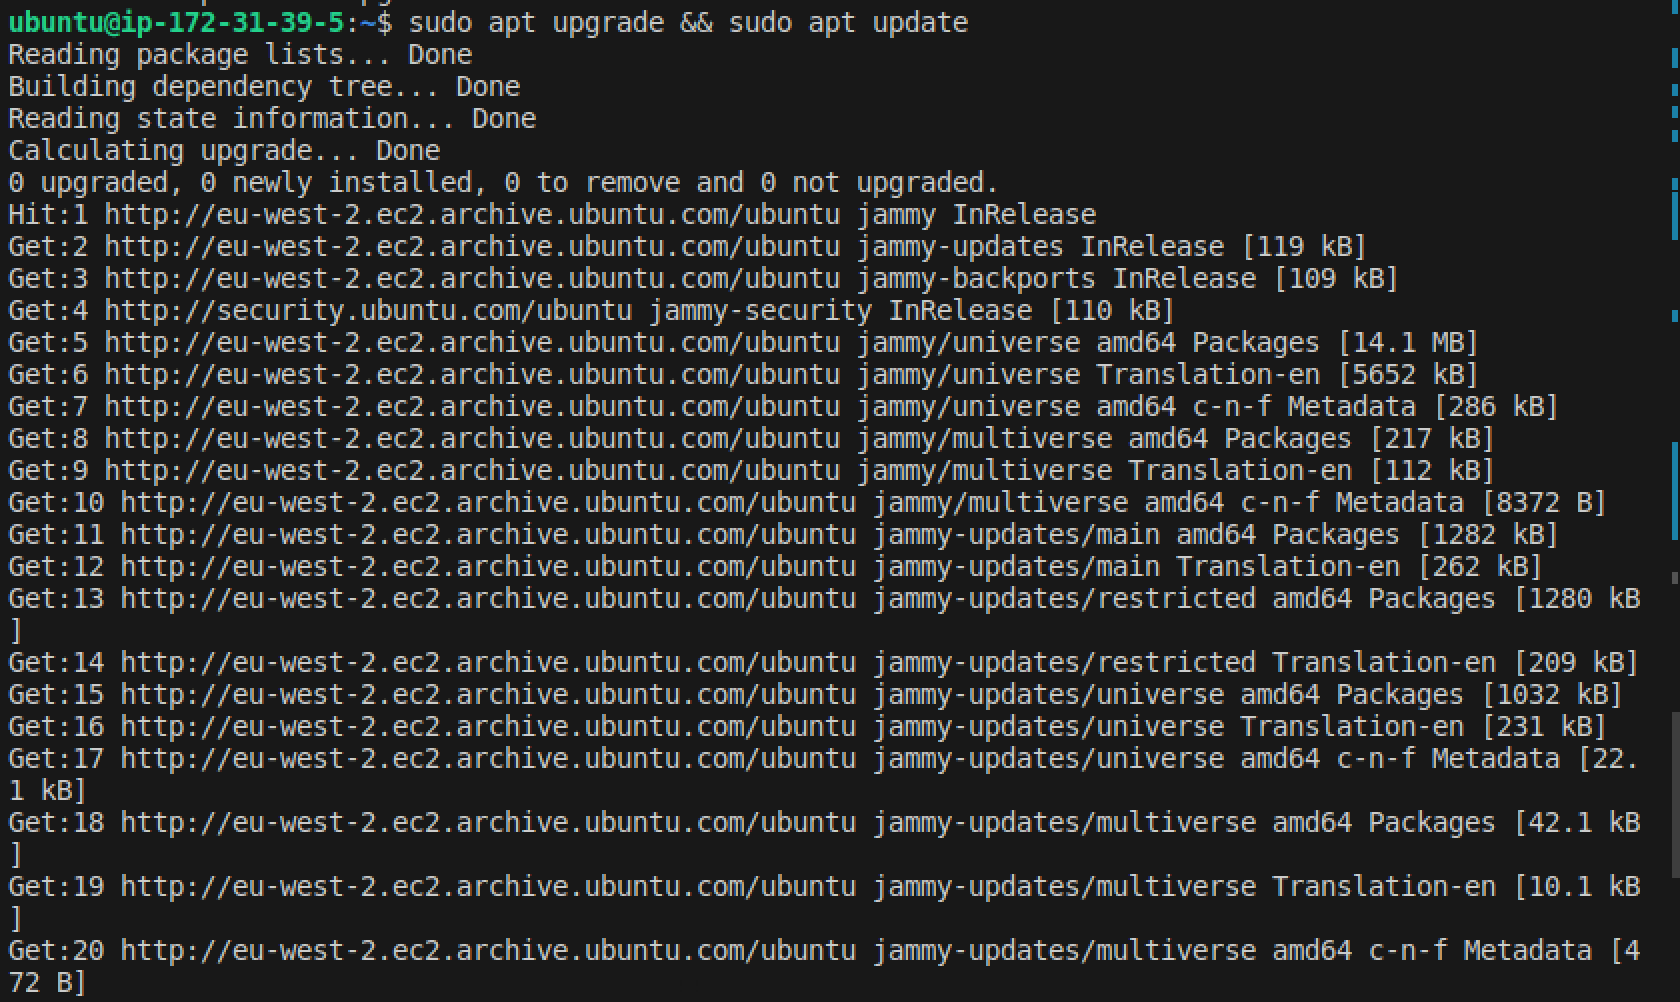 ubuntu@ip-172-31-39-5:~$ sudo apt upgrade && sudo apt update
Reading package lists... Done
Building dependency tree... Done
Reading state information... Done
Calculating upgrade... Done
0 upgraded, 0 newly installed, 0 to remove and 0 not upgraded.
Hit:1 http://eu-west-2.ec2.archive.ubuntu.com/ubuntu jammy InRelease
Get:2 http://eu-west-2.ec2.archive.ubuntu.com/ubuntu jammy-updates InRelease [119 kB]
Get:3 http://eu-west-2.ec2.archive.ubuntu.com/ubuntu jammy-backports InRelease [109 kB]
Get:4 http://security.ubuntu.com/ubuntu jammy-security InRelease [110 kB]
Get:5 http://eu-west-2.ec2.archive.ubuntu.com/ubuntu jammy/universe amd64 Packages [14.1 MB]
Get:6 http://eu-west-2.ec2.archive.ubuntu.com/ubuntu jammy/universe Translation-en [5652 kB]
Get:7 http://eu-west-2.ec2.archive.ubuntu.com/ubuntu jammy/universe amd64 c-n-f Metadata [286 kB]
Get:8 http://eu-west-2.ec2.archive.ubuntu.com/ubuntu jammy/multiverse amd64 Packages [217 kB]
Get:9 http://eu-west-2.ec2.archive.ubuntu.com/ubuntu jammy/multiverse Translation-en [112 kB]
Get:10 http://eu-west-2.ec2.archive.ubuntu.com/ubuntu jammy/multiverse amd64 c-n-f Metadata [8372 B]
Get:11 http://eu-west-2.ec2.archive.ubuntu.com/ubuntu jammy-updates/main amd64 Packages [1282 kB]
Get:12 http://eu-west-2.ec2.archive.ubuntu.com/ubuntu jammy-updates/main Translation-en [262 kB]
Get:13 http://eu-west-2.ec2.archive.ubuntu.com/ubuntu jammy-updates/restricted amd64 Packages [1280 kB
]
Get:14 http://eu-west-2.ec2.archive.ubuntu.com/ubuntu jammy-updates/restricted Translation-en [209 kB]
Get:15 http://eu-west-2.ec2.archive.ubuntu.com/ubuntu jammy-updates/universe amd64 Packages [1032 kB]
Get:16 http://eu-west-2.ec2.archive.ubuntu.com/ubuntu jammy-updates/universe Translation-en [231 kB]
Get:17 http://eu-west-2.ec2.archive.ubuntu.com/ubuntu jammy-updates/universe amd64 c-n-f Metadata [22.
1 kB]
Get:18 http://eu-west-2.ec2.archive.ubuntu.com/ubuntu jammy-updates/multiverse amd64 Packages [42.1 kB
]
Get:19 http://eu-west-2.ec2.archive.ubuntu.com/ubuntu jammy-updates/multiverse Translation-en [10.1 kB
]
Get:20 http://eu-west-2.ec2.archive.ubuntu.com/ubuntu jammy-updates/multiverse amd64 c-n-f Metadata [4
72 B]